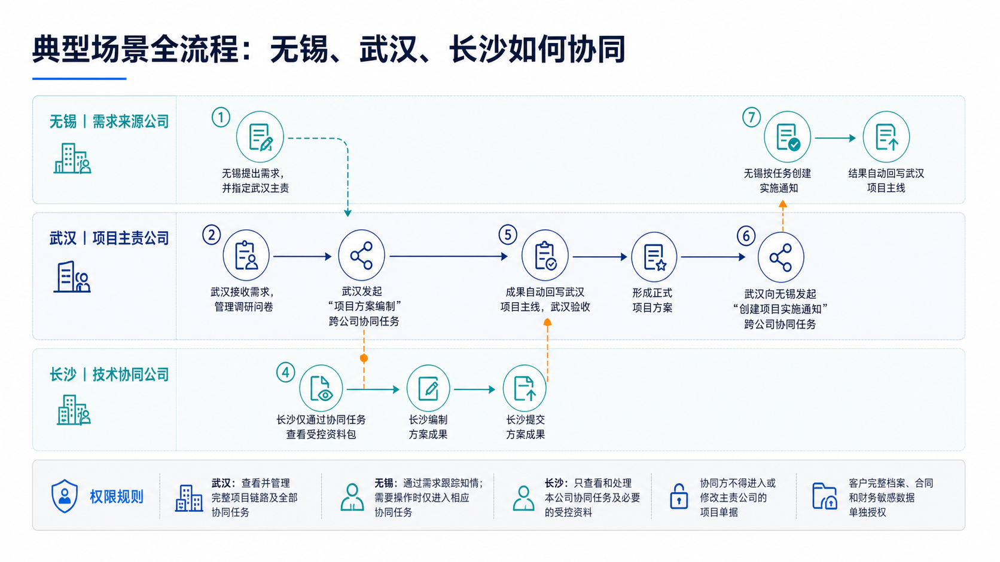 典型场景全流程：无锡、武汉、长沙如何协同
无锡｜需求来源公司
1
无锡提出需求，
并指定武汉主责
7
无锡按任务创建
实施通知
结果自动回写武汉
项目主线
武汉｜项目主责公司
2
武汉接收需求，
管理调研问卷
武汉发起
“项目方案编制”
跨公司协同任务
5
成果自动回写武汉
项目主线，武汉验收
形成正式
项目方案
6
武汉向无锡发起
“创建项目实施通知”
跨公司协同任务
长沙｜技术协同公司
4
长沙仅通过协同任务
查看受控资料包
长沙编制
方案成果
长沙提交
方案成果
权限规则
武汉：查看并管理
完整项目链路及全部
协同任务
无锡：通过需求跟踪知情；
需要操作时仅进入相应
协同任务
长沙：只查看和处理
本公司协同任务及必要
的受控资料
协同方不得进入或
修改主责公司的
项目单据
客户完整档案、合同
和财务敏感数据
单独授权